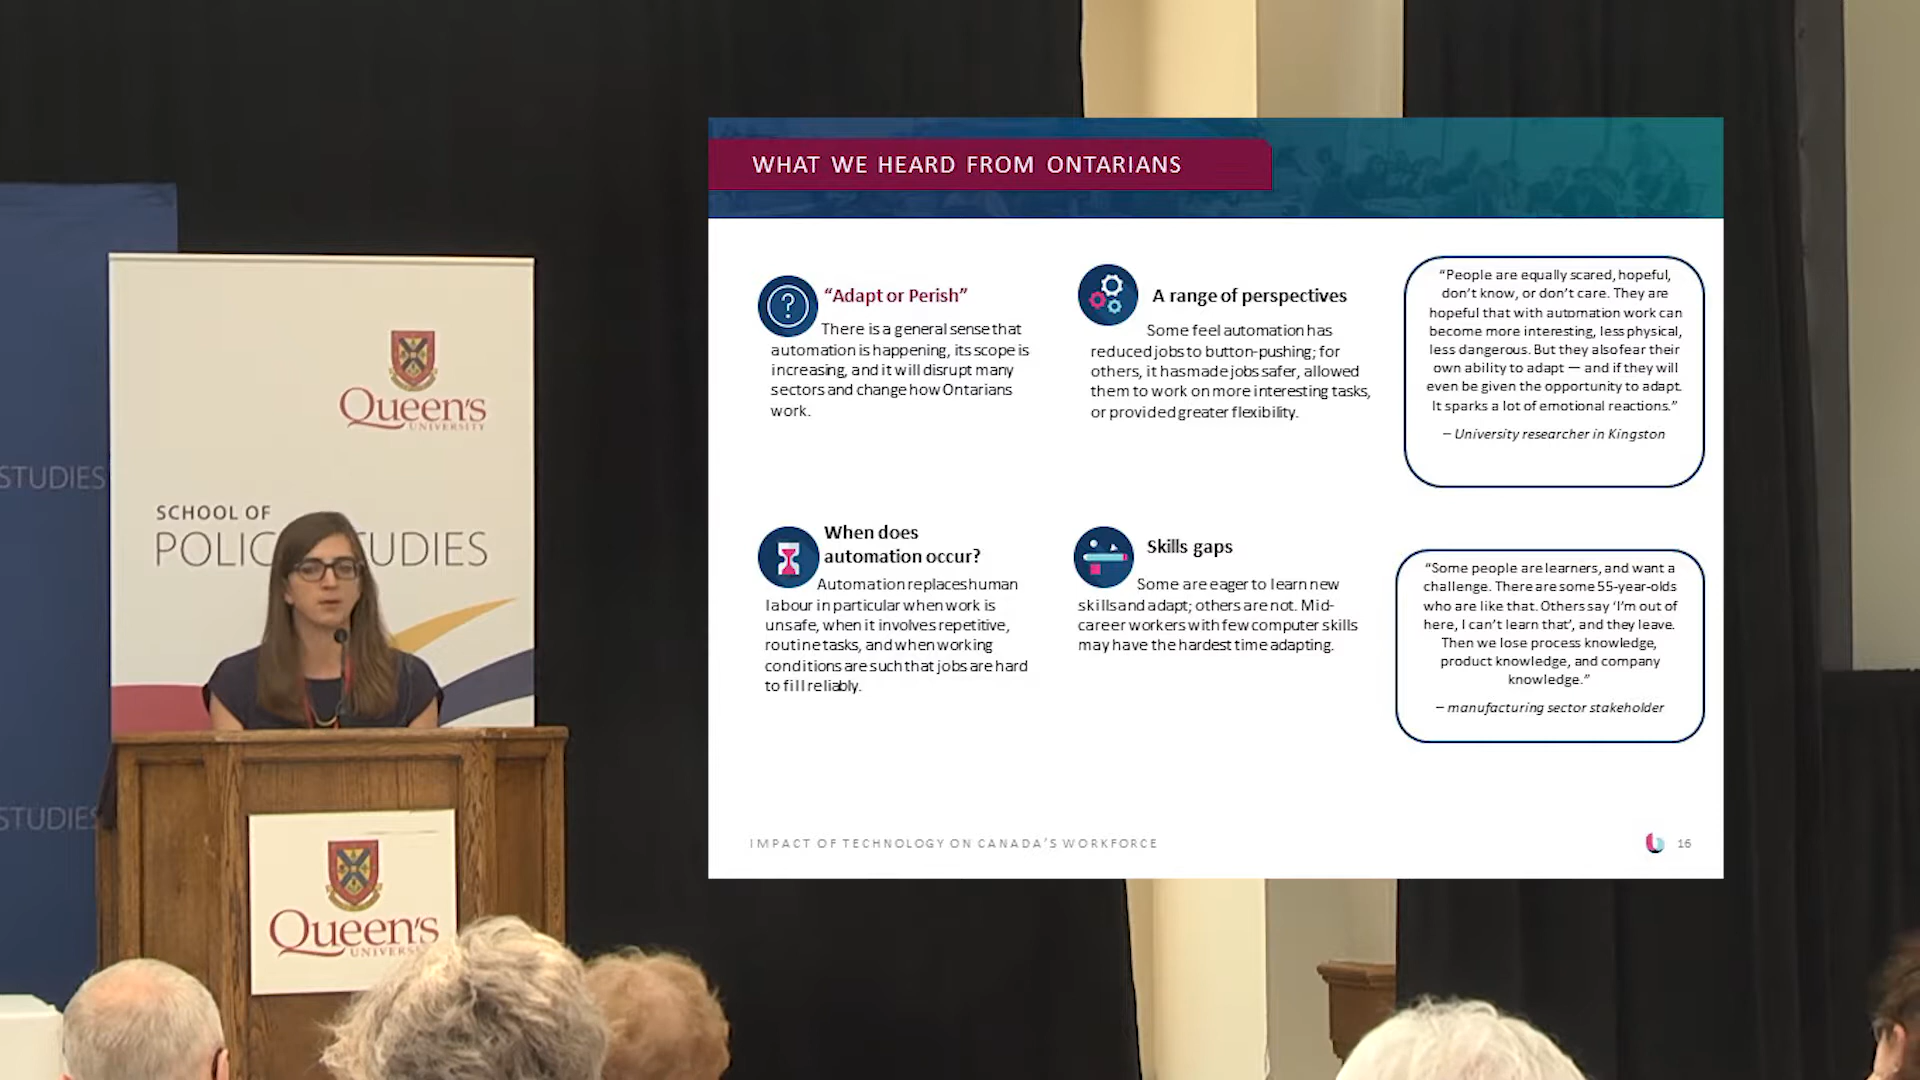 STUDIES
STUDIES
Queen's
UNIVERSITY
SCHOOL OF
POLIC TUDIES
Queen's
UNIVERSI
WHAT WE HEARD FROM ONTARIANS
“Adapt or Perish”
There is a general sense that
automation is happening, its scope is
increasing, and it will disrupt many
sectors and change how Ontarians
work.
A range of perspectives
Some feel automation has
reduced jobs to button-pushing; for
others, it has made jobs safer, allowed
them to work on more interesting tasks,
or provided greater flexibility.
“People are equally scared, hopeful,
don’t know, or don’t care. They are
hopeful that with automation work can
become more interesting, less physical,
less dangerous. But they also fear their
own ability to adapt — and if they will
even be given the opportunity to adapt.
It sparks a lot of emotional reactions.”
– University researcher in Kingston
When does
automation occur?
Automation replaces human
labour in particular when work is
unsafe, when it involves repetitive,
routine tasks, and when working
conditions are such that jobs are hard
to fill reliably.
Skills gaps
Some are eager to learn new
skills and adapt; others are not. Mid-
career workers with few computer skills
may have the hardest time adapting.
“Some people are learners, and want a
challenge. There are some 55-year-olds
who are like that. Others say ‘I’m out of
here, I can’t learn that’, and they leave.
Then we lose process knowledge,
product knowledge, and company
knowledge.”
– manufacturing sector stakeholder
IMPACT OF TECHNOLOGY ON CANADA’S WORKFORCE
16